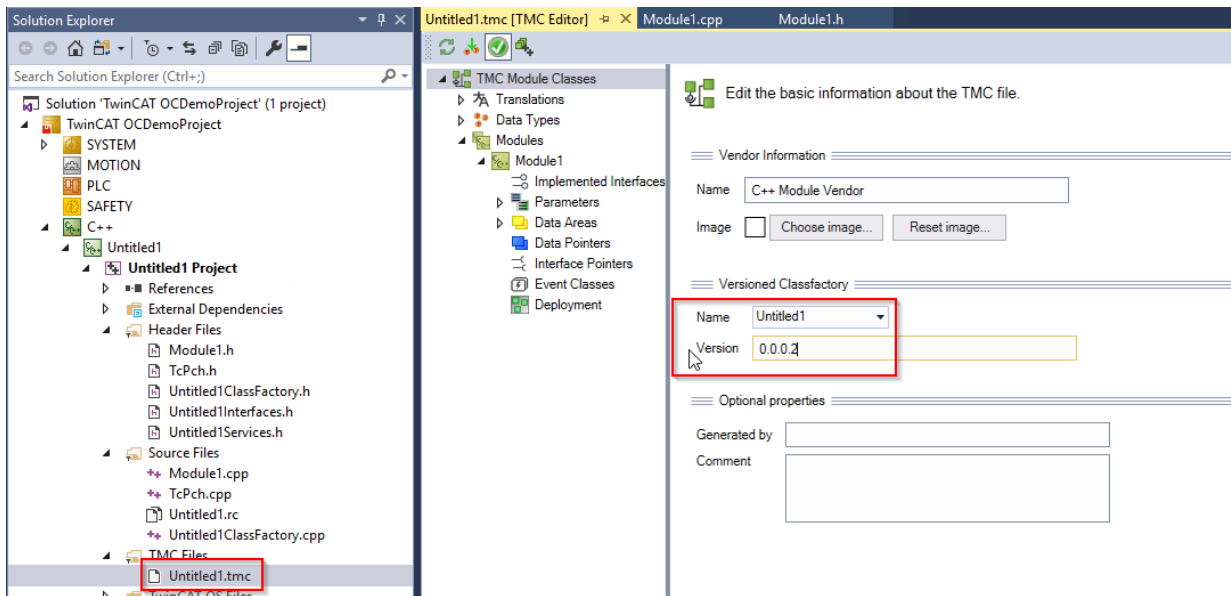 Solution Explorer
Search Solution Explorer (Ctrl+;)
Solution 'TwinCAT OCDemoProject' (1 project)
TwinCAT OCDemoProject
SYSTEM
MOTION
PLC
SAFETY
C++
Untitled1
Untitled1 Project
References
External Dependencies
Header Files
Module1.h
TcPch.h
Untitled1ClassFactory.h
Untitled1Interfaces.h
Untitled1Services.h
Source Files
Module1.cpp
TcPch.cpp
Untitled1.rc
Untitled1ClassFactory.cpp
TMC Files
Untitled1.tmc
TwinCAT OS Files
Untitled1.tmc [TMC Editor]
Module1.cpp
Module1.h
TMC Module Classes
Translations
Data Types
Modules
Module1
Implemented Interfaces
Parameters
Data Areas
Data Pointers
Interface Pointers
Event Classes
Deployment
Edit the basic information about the TMC file.
Vendor Information
Name C++ Module Vendor
Image Choose image... Reset image...
Versioned Classfactory
Name Untitled1
Version 0.0.0.2
Optional properties
Generated by
Comment